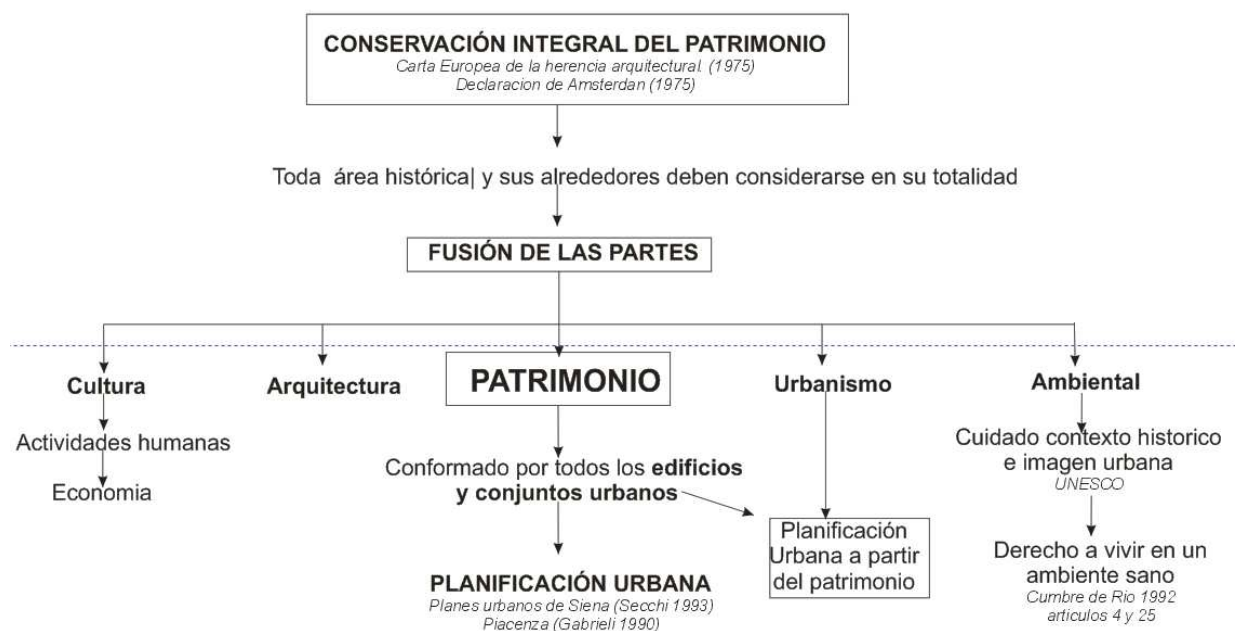 CONSERVACIÓN INTEGRAL DEL PATRIMONIO
Carta Europea de la herencia arquitectural. (1975)
Declaracion de Amsterdan (1975)
Toda área histórica| y sus alrededores deben considerarse en su totalidad
FUSIÓN DE LAS PARTES
Cultura
Actividades humanas
Economia
Arquitectura
PATRIMONIO
Conformado por todos los edificios
y conjuntos urbanos
PLANIFICACIÓN URBANA
Planes urbanos de Siena (Secchi 1993)
Piacenza (Gabrieli 1990)
Urbanismo
Planificación
Urbana a partir
del patrimonio
Ambiental
Cuidado contexto historico
e imagen urbana
UNESCO
Derecho a vivir en un
ambiente sano
Cumbre de Rio 1992
articulos 4 y 25